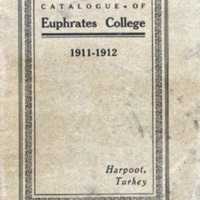 CATALOGUE • OF
Euphrates College
1911-1912
Harpoot,
Turkey